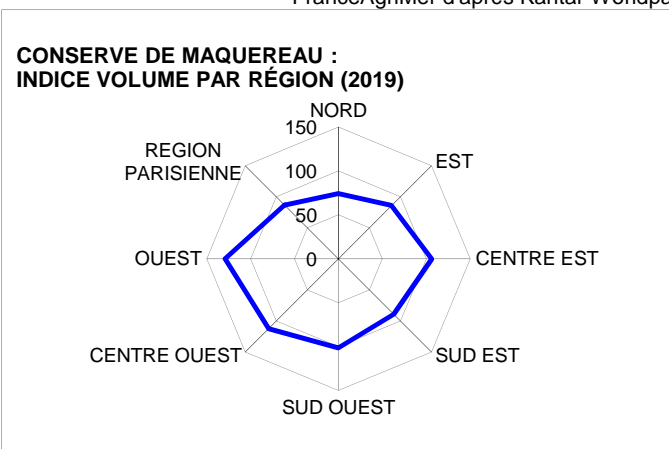 CONSERVE DE MAQUEREAU :
INDICE VOLUME PAR RÉGION (2019)
NORD
150
REGION
PARISIENNE
EST
100
50
OUEST
0
CENTRE EST
CENTRE OUEST
SUD EST
SUD OUEST